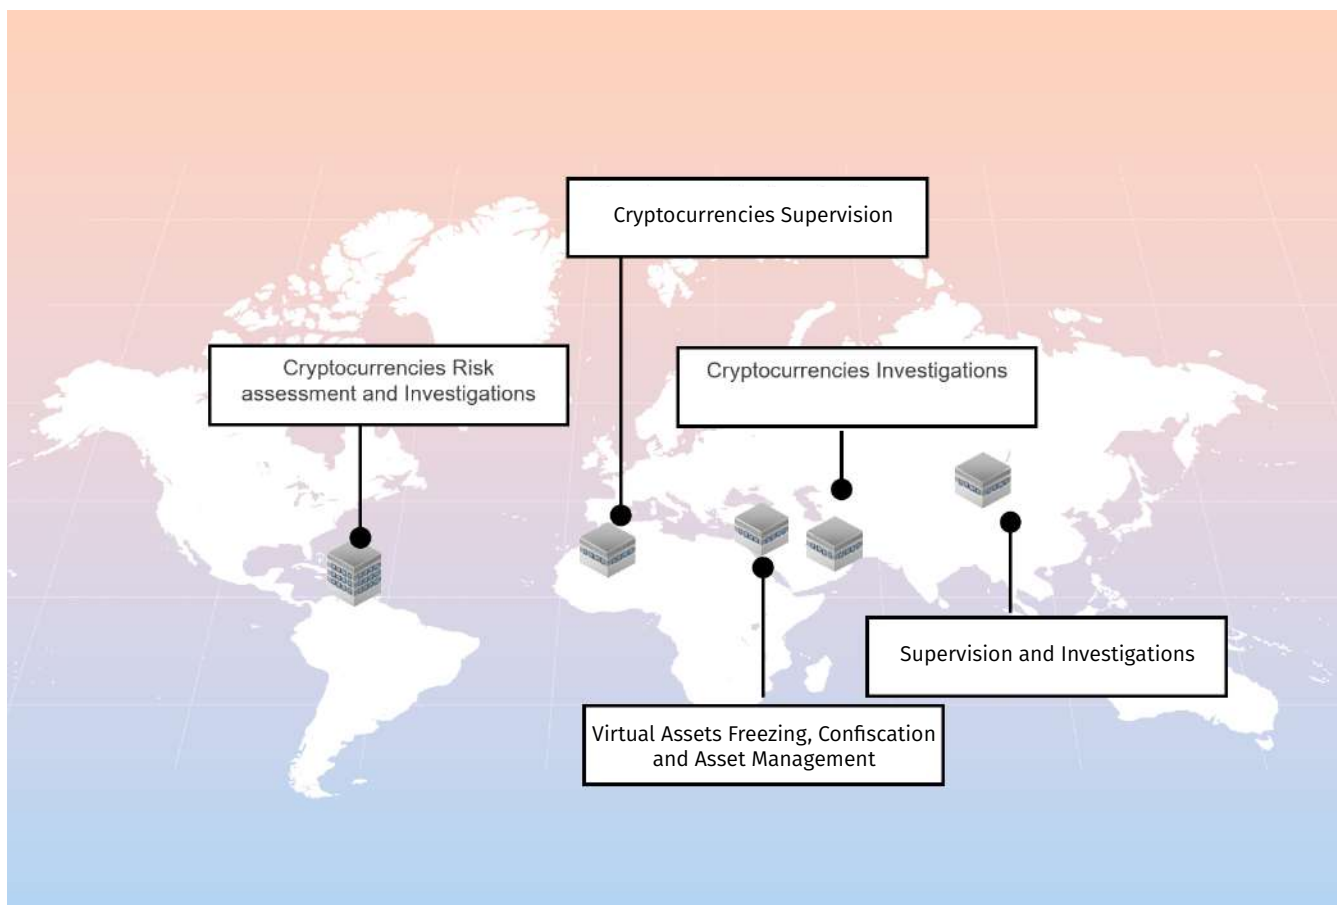 Cryptocurrencies Supervision
Cryptocurrencies Risk
assessment and Investigations
Cryptocurrencies Investigations
Supervision and Investigations
Virtual Assets Freezing, Confiscation
and Asset Management